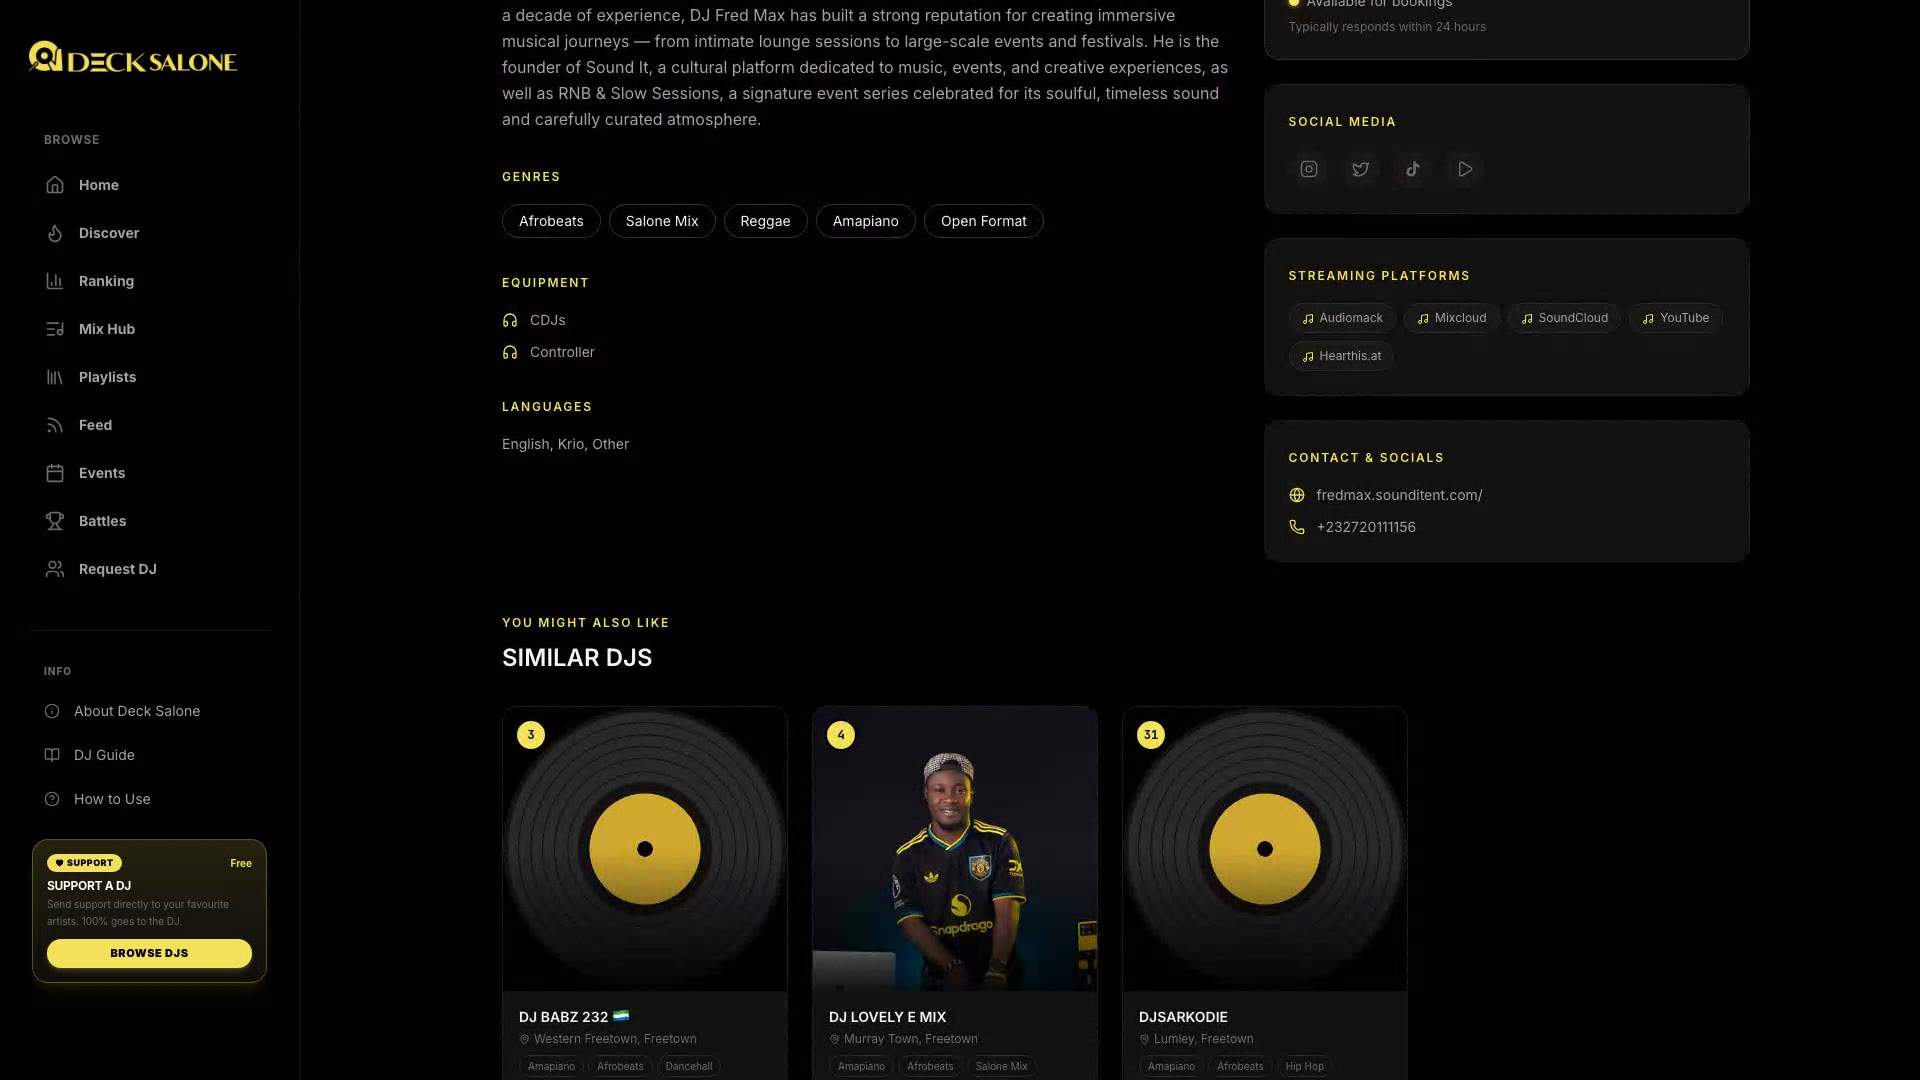 DECK SALONE
BROWSE
Home
Discover
Ranking
Mix Hub
Playlists
Feed
Events
Battles
Request DJ
INFO
About Deck Salone
DJ Guide
How to Use
SUPPORT
Free
SUPPORT A DJ
Send support directly to your favourite
artists. 100% goes to the DJ.
BROWSE DJS
a decade of experience, DJ Fred Max has built a strong reputation for creating immersive
musical journeys — from intimate lounge sessions to large-scale events and festivals. He is the
founder of Sound It, a cultural platform dedicated to music, events, and creative experiences, as
well as RNB & Slow Sessions, a signature event series celebrated for its soulful, timeless sound
and carefully curated atmosphere.
GENRES
Afrobeats
Salone Mix
Reggae
Amapiano
Open Format
EQUIPMENT
CDJs
Controller
LANGUAGES
English, Krio, Other
Available for bookings
Typically responds within 24 hours
SOCIAL MEDIA
STREAMING PLATFORMS
Audiomack
Mixcloud
SoundCloud
YouTube
Hearthis.at
CONTACT & SOCIALS
fredmax.sounditent.com/
+232720111156
YOU MIGHT ALSO LIKE
SIMILAR DJS
3
DJ BABZ 232 🇸🇱
Western Freetown, Freetown
Amapiano
Afrobeats
Dancehall
4
Snapdrago
DJ LOVELY E MIX
Murray Town, Freetown
Amapiano
Afrobeats
Salone Mix
31
DJSARKODIE
Lumley, Freetown
Amapiano
Afrobeats
Hip Hop